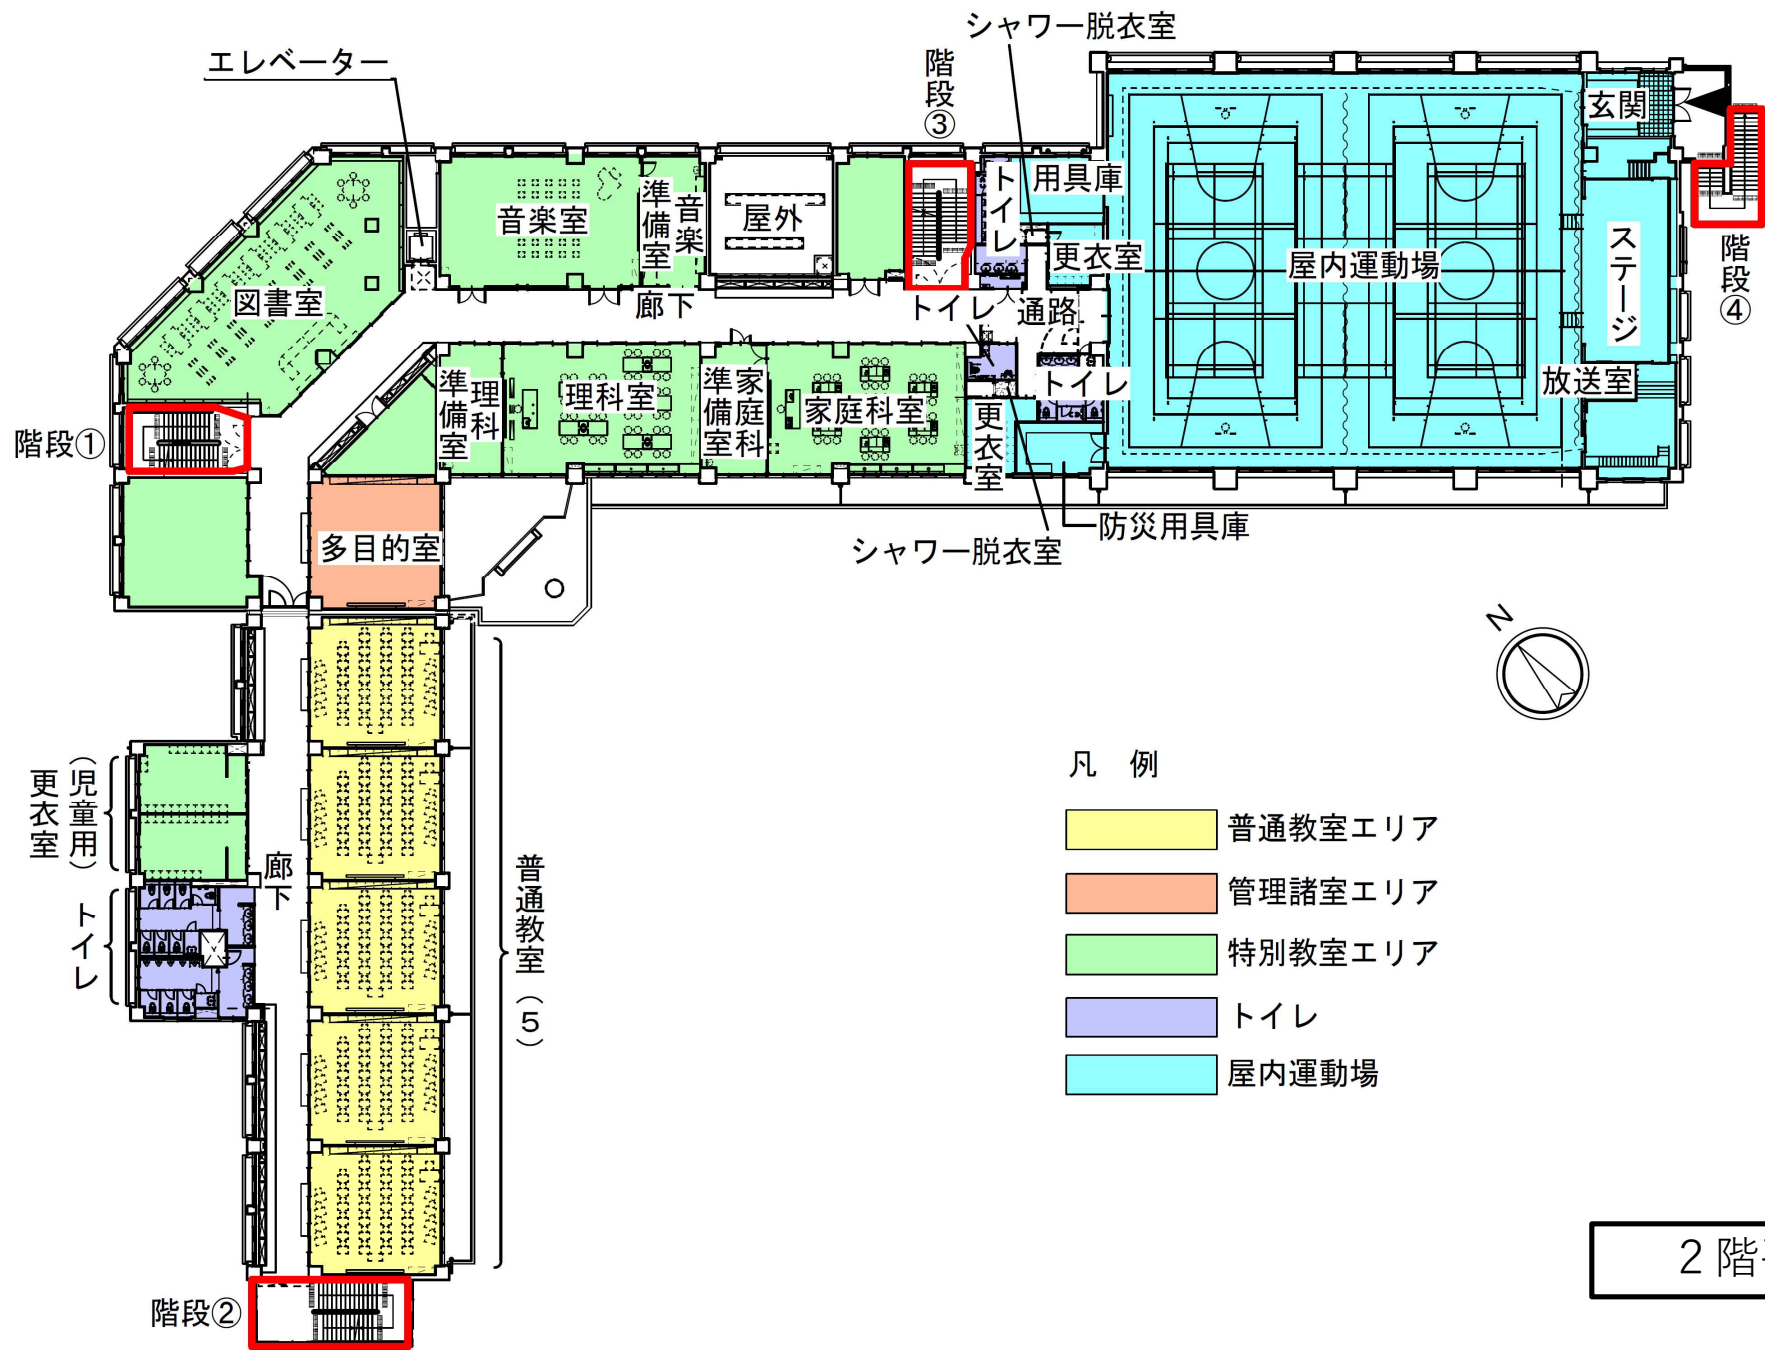 シャワー脱衣室
エレベーター
階段③
玄関
トイレ
用具庫
音楽室
音楽準備室
屋外
更衣室
屋内運動場
ステージ
階段④
図書室
廊下
トイレ
通路
理科準備室
理科室
家庭科準備室
家庭科室
トイレ
放送室
更衣室
階段①
多目的室
シャワー脱衣室
防災用具庫
N
更衣室(児童用)
廊下
トイレ
普通教室(5)
凡 例
普通教室エリア
管理諸室エリア
特別教室エリア
トイレ
屋内運動場
階段②
2階